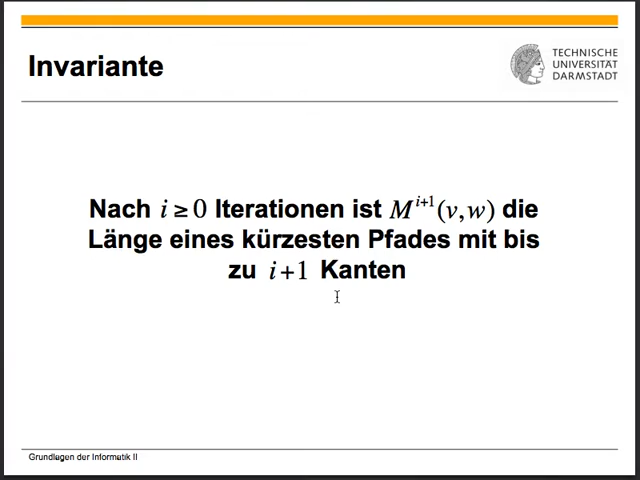 Invariante
TECHNISCHE
UNIVERSITÄT
DARMSTADT
Nach i ≥ 0 Iterationen ist M^{i+1}(v,w) die
Länge eines kürzesten Pfades mit bis
zu i+1 Kanten
Grundlagen der Informatik II